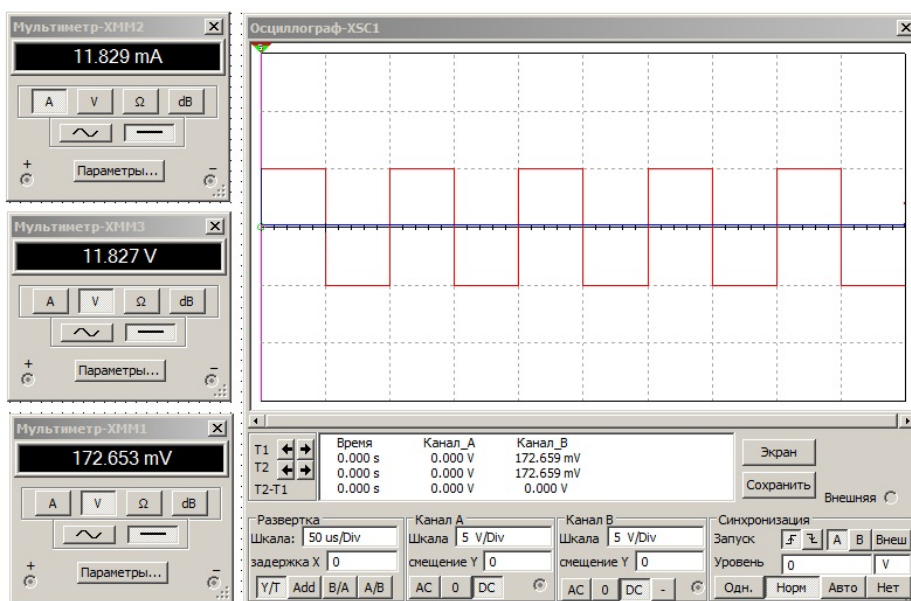 Мультиметр-XMM2
11.829 mA
A V Ω dB
+ −
Параметры...
Мультиметр-XMM3
11.827 V
A V Ω dB
+ −
Параметры...
Мультиметр-XMM1
172.653 mV
A V Ω dB
+ −
Параметры...
Осциллограф-XSC1
Время Канал_A Канал_B
T1 0.000 s 0.000 V 172.659 mV
T2 0.000 s 0.000 V 172.659 mV
T2-T1 0.000 s 0.000 V 0.000 V
Экран
Сохранить
Внешняя
Развертка
Шкала: 50 us/Div
задержка X 0
Y/T Add B/A A/B
Канал A
Шкала 5 V/Div
смещение Y 0
AC 0 DC
Канал B
Шкала 5 V/Div
смещение Y 0
AC 0 DC -
Синхронизация
Запуск A B Внеш
Уровень 0 V
Одн. Норм Авто Нет